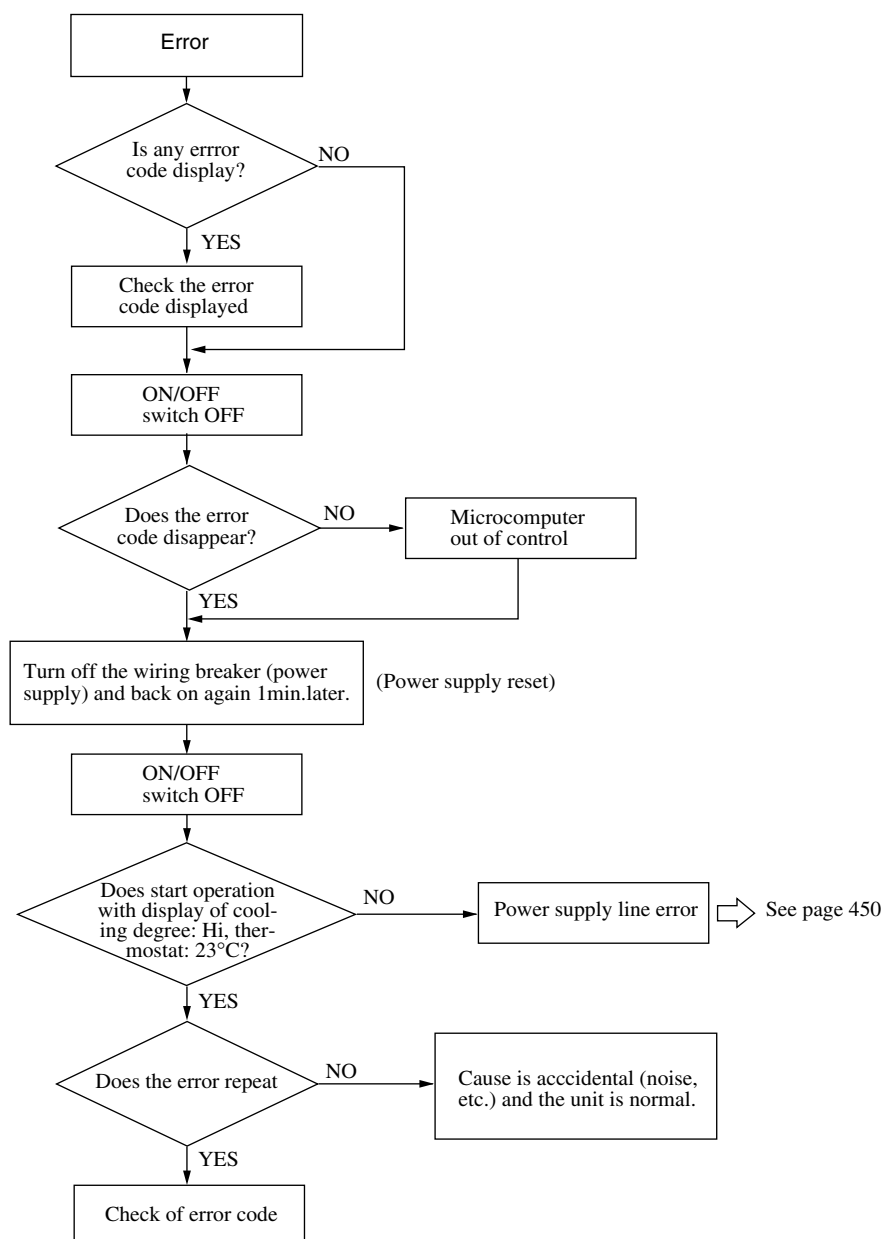 Error
Is any errror
code display?
NO
YES
Check the error
code displayed
ON/OFF
switch OFF
Does the error
code disappear?
NO
Microcomputer
out of control
YES
Turn off the wiring breaker (power
supply) and back on again 1min.later.
(Power supply reset)
ON/OFF
switch OFF
Does start operation
with display of cool-
ing degree: Hi, ther-
mostat: 23°C?
NO
Power supply line error
See page 450
YES
Does the error repeat
NO
Cause is acccidental (noise,
etc.) and the unit is normal.
YES
Check of error code